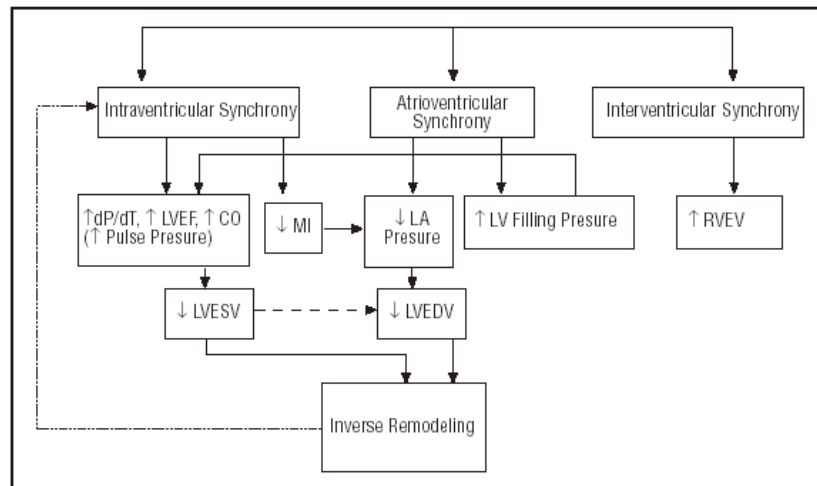 Intraventricular Synchrony
Atrioventricular
Synchrony
Interventricular Synchrony
↑dP/dT, ↑ LVEF, ↑ CO
(↑ Pulse Presure)
↓ MI
↓ LA
Presure
↑ LV Filling Presure
↑ RVEV
↓ LVESV
↓ LVEDV
Inverse Remodeling